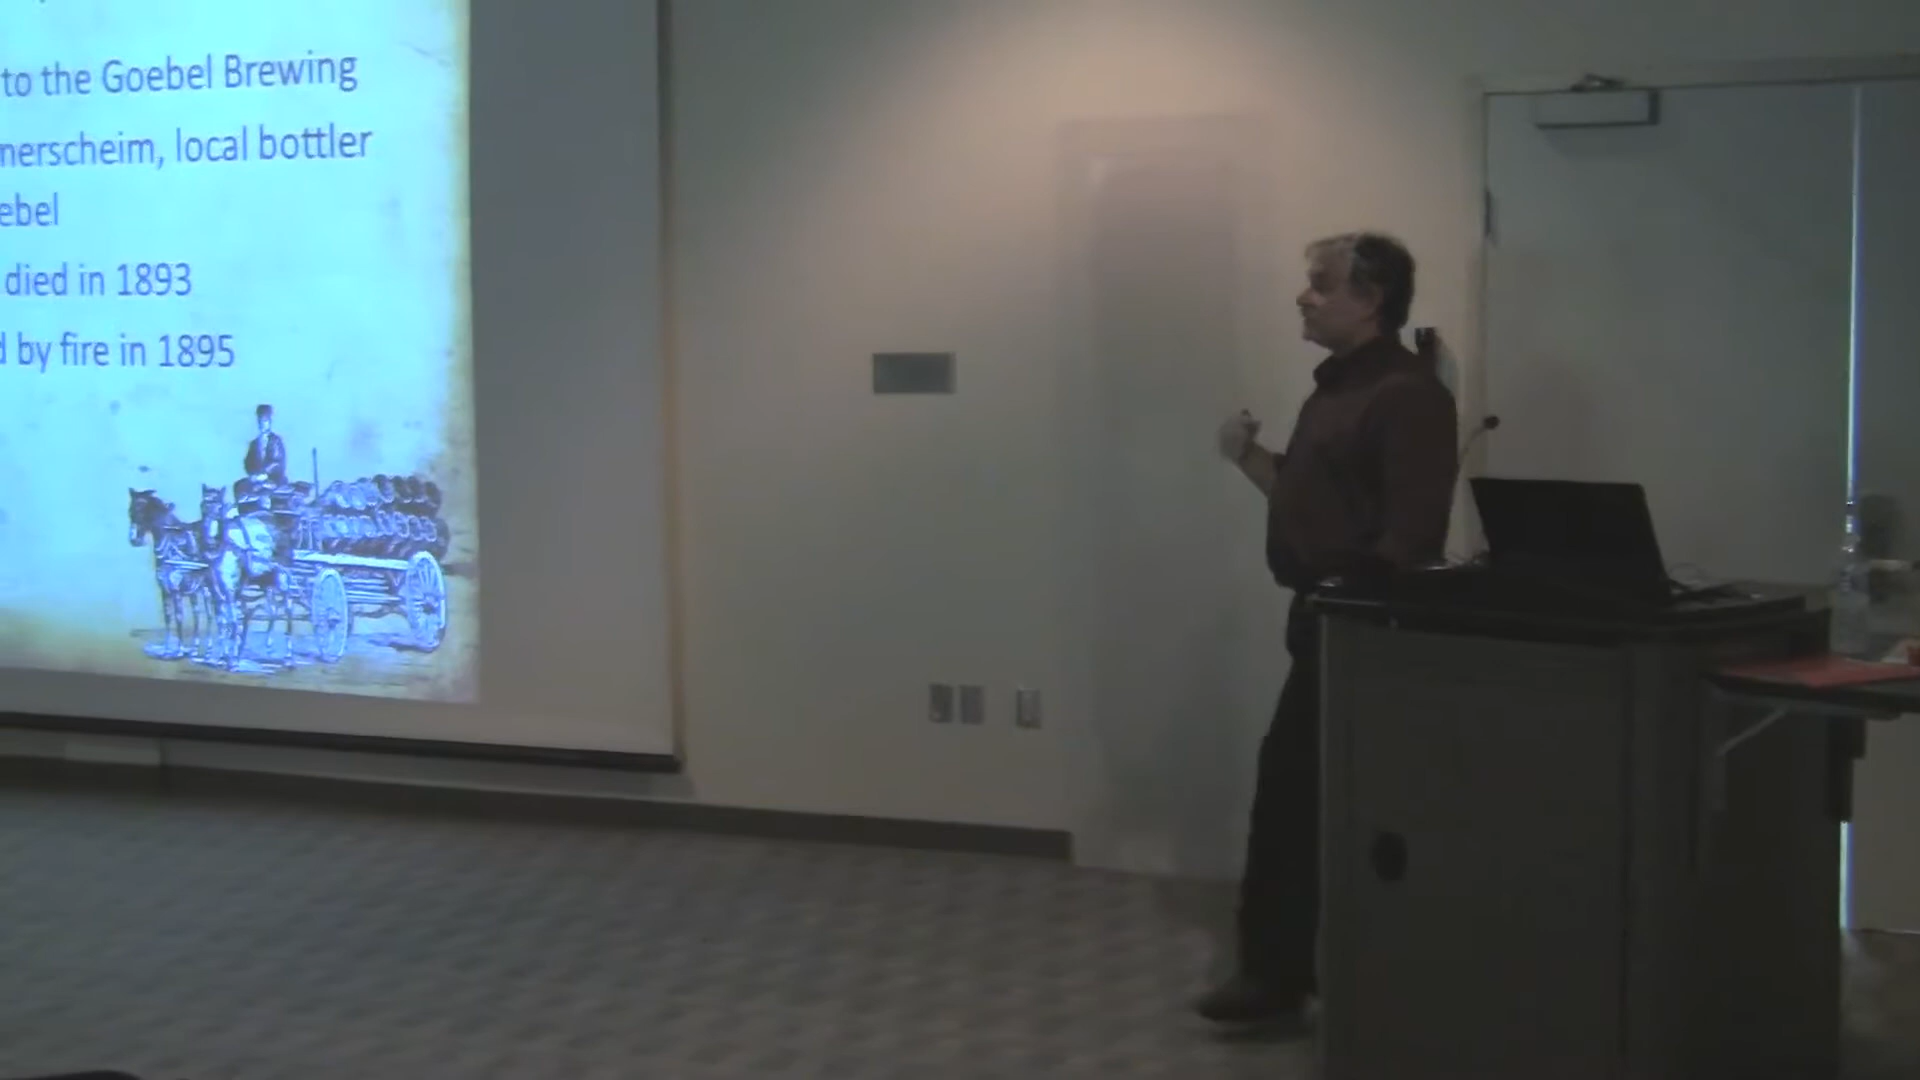 to the Goebel Brewing
merscheim, local bottler
ebel
died in 1893
d by fire in 1895